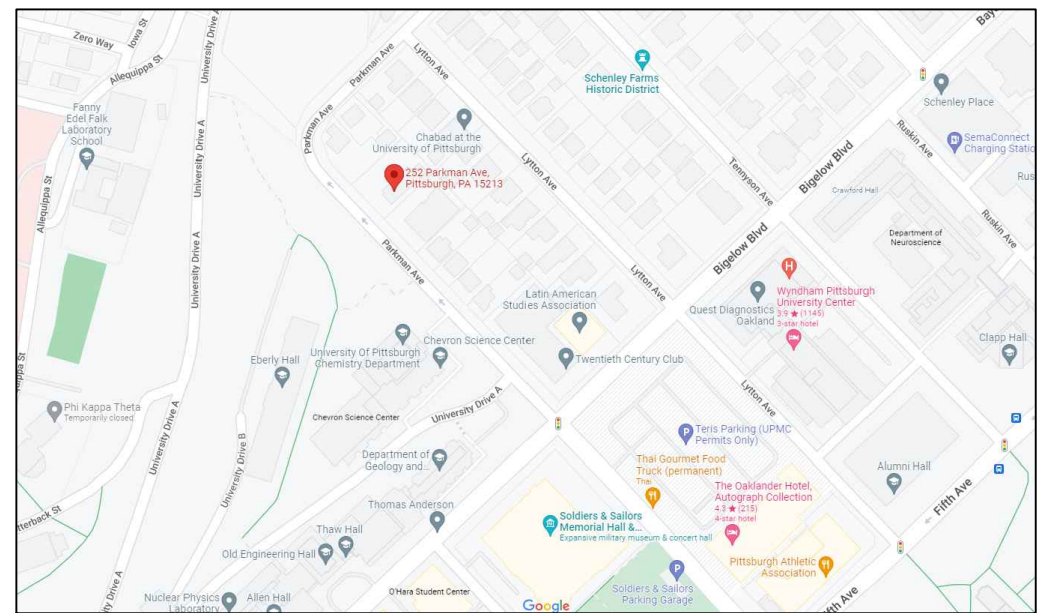 Zero Way
Iowa St
Allequippa St
University Drive A
Parkman Ave
Lytton Ave
Schenley Farms
Historic District
Schenley Place
SemaConnect
Charging Statio
Ruskin Ave
Fanny
Edel Falk
Laboratory
School
Parkman Ave
Chabad at the
University of Pittsburgh
252 Parkman Ave,
Pittsburgh, PA 15213
Lytton Ave
Tennyson Ave
Bigelow Blvd
Crawford Hall
Rus
Allequippa St
University Drive A
Ruskin Ave
Department of
Neuroscience
Bigelow Blvd
University Drive A
Parkman Ave
Lytton Ave
H
Wyndham Pittsburgh
University Center
3.9 ★ (1145)
3-star hotel
Quest Diagnostics
Oakland
Latin American
Studies Association
Clapp Hall
Eberly Hall
University Of Pittsburgh
Chemistry Department
Chevron Science Center
Twentieth Century Club
Phi Kappa Theta
Temporarily closed
Chevron Science Center
University Drive A
Lytton Ave
P
Teris Parking (UPMC
Permits Only)
University Drive A
University Drive B
Department of
Geology and...
Thai Gourmet Food
Truck (permanent)
Thai
Alumni Hall
The Oaklander Hotel,
Autograph Collection
4.3 ★ (215)
4-star hotel
Fifth Ave
Thomas Anderson
Soldiers & Sailors
Memorial Hall &...
Expansive military museum & concert hall
Thaw Hall
Old Engineering Hall
Pittsburgh Athletic
Association
P
Soldiers & Sailors
Parking Garage
O'Hara Student Center
Nuclear Physics
Laboratory
Allen Hall
Google